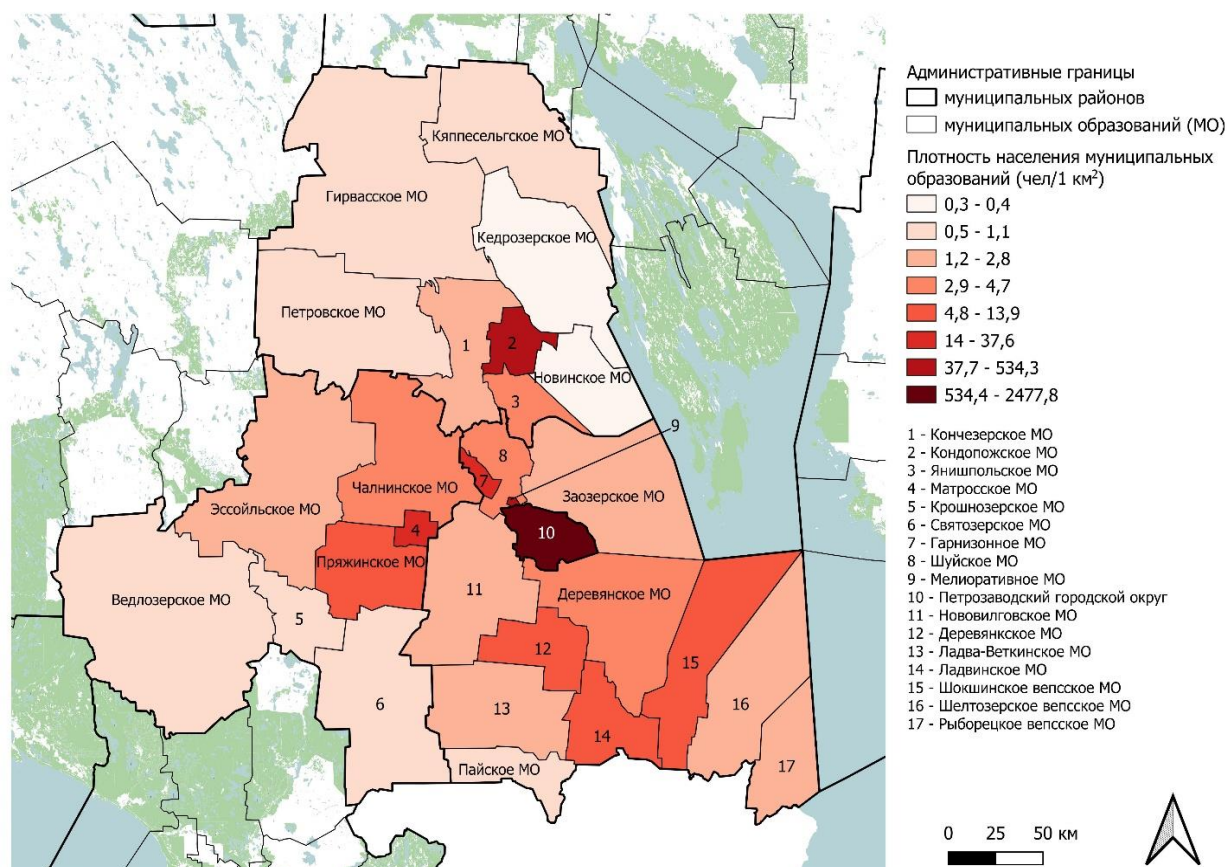 Кяппесельгское МО
Гирвасское МО
Кедрозерское МО
Петровское МО
1
2
Новинское МО
3
9
8
Чалнинское МО
7
Заозерское МО
Эссойльское МО
4
10
Пряжинское МО
11
Деревянское МО
Ведлозерское МО
5
12
15
6
13
16
14
Пайское МО
17
Административные границы
муниципальных районов
муниципальных образований (МО)
Плотность населения муниципальных
образований (чел/1 км²)
0,3 - 0,4
0,5 - 1,1
1,2 - 2,8
2,9 - 4,7
4,8 - 13,9
14 - 37,6
37,7 - 534,3
534,4 - 2477,8
1 - Кончезерское МО
2 - Кондопожское МО
3 - Янишпольское МО
4 - Матросское МО
5 - Крошнозерское МО
6 - Святозерское МО
7 - Гарнизонное МО
8 - Шуйское МО
9 - Мелиоративное МО
10 - Петрозаводский городской округ
11 - Нововилговское МО
12 - Деревянкское МО
13 - Ладва-Веткинское МО
14 - Ладвинское МО
15 - Шокшинское вепсское МО
16 - Шелтозерское вепсское МО
17 - Рыборецкое вепсское МО
0 25 50 км